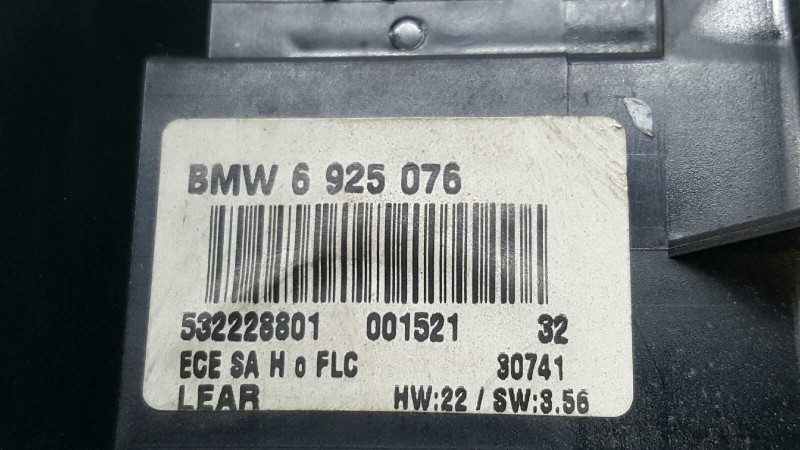 BMW 6 925 076
532228801 001521 32
ECE SA H o FLC 30741
LEAR HW:22 / SW:3.56